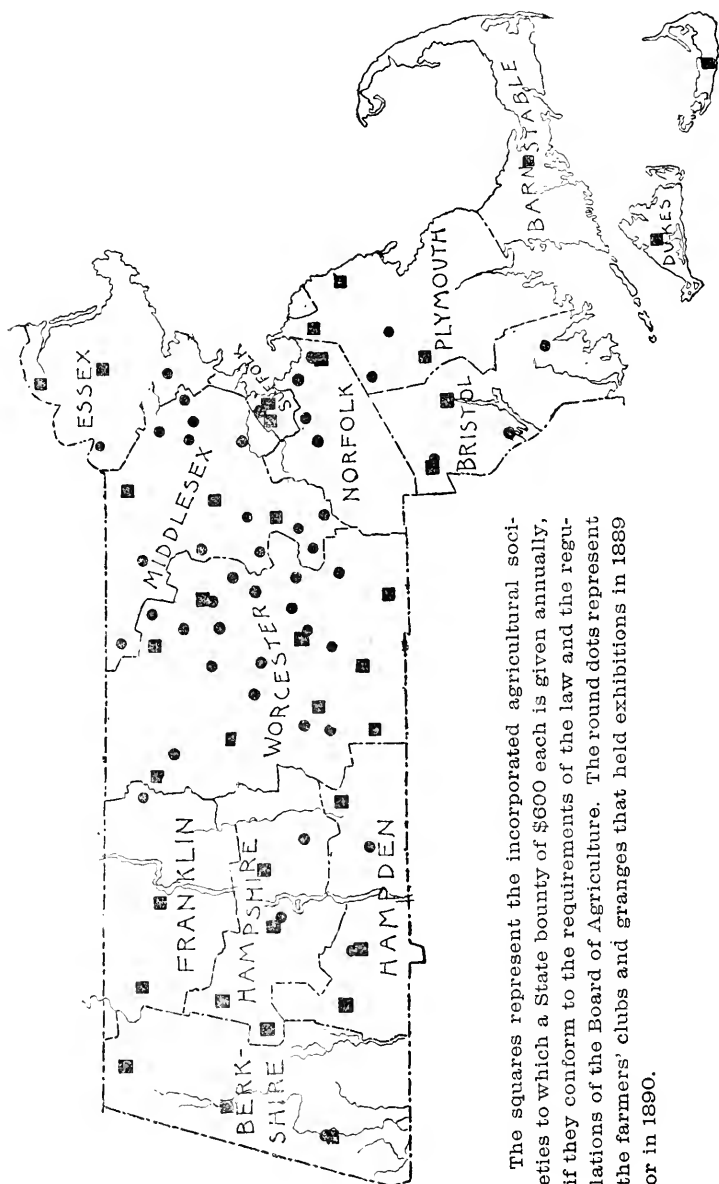 ESSEX
MIDDLESEX
SUFFOLK
NORFOLK
PLYMOUTH
BARNSTABLE
DUKES
BRISTOL
WORCESTER
FRANKLIN
HAMPSHIRE
HAMPDEN
BERK-
SHIRE
The squares represent the incorporated agricultural soci-
eties to which a State bounty of $600 each is given annually,
if they conform to the requirements of the law and the regu-
lations of the Board of Agriculture. The round dots represent
the farmers' clubs and granges that held exhibitions in 1889
or in 1890.